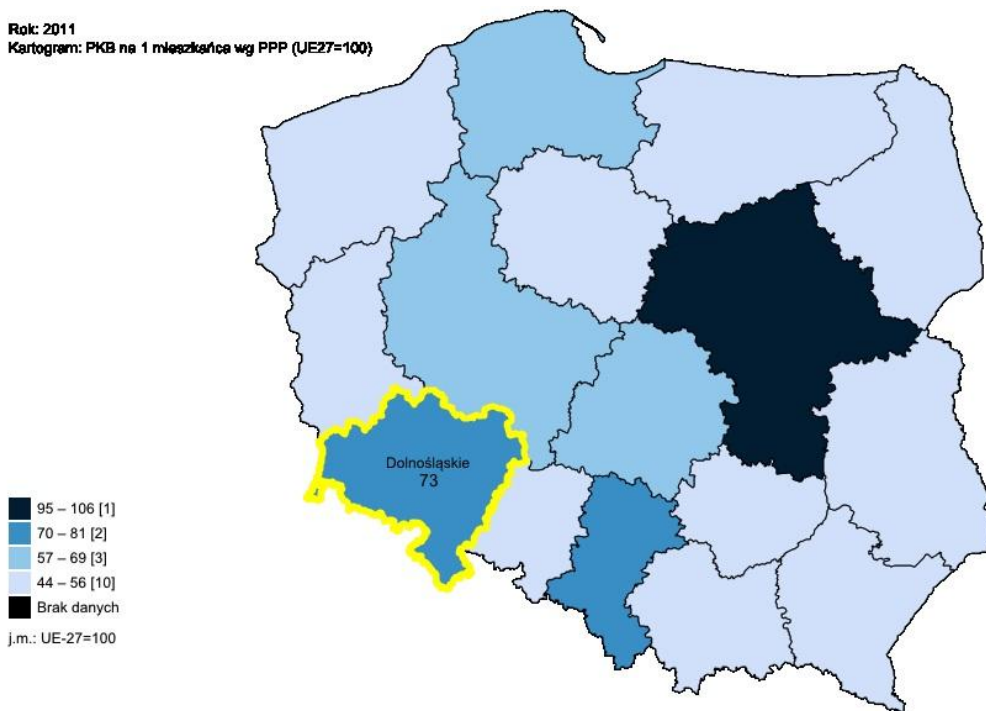 Rok: 2011
Kartogram: PKB na 1 mieszkańca wg PPP (UE27=100)
Dolnośląskie
73
95 – 106 [1]
70 – 81 [2]
57 – 69 [3]
44 – 56 [10]
Brak danych
j.m.: UE-27=100